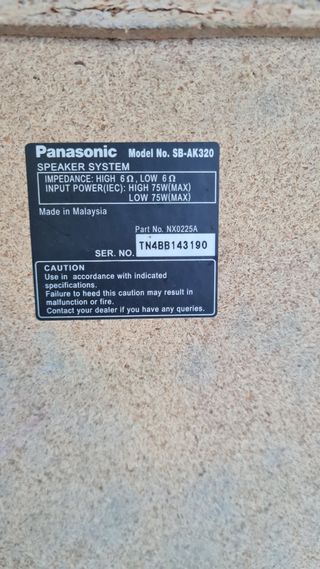 Panasonic Model No. SB-AK320
SPEAKER SYSTEM
IMPEDANCE: HIGH 6Ω, LOW 6Ω
INPUT POWER(IEC): HIGH 75W(MAX)
LOW 75W(MAX)
Made in Malaysia
Part No. NX0225A
SER. NO. TN4BB143190
CAUTION
Use in accordance with indicated
specifications.
Failure to heed this caution may result in
malfunction or fire.
Contact your dealer if you have any queries.